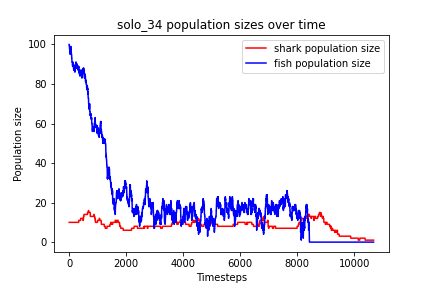 solo_34 population sizes over time
shark population size
fish population size
Population size
100
80
60
40
20
0
0
2000
4000
6000
8000
10000
Timesteps